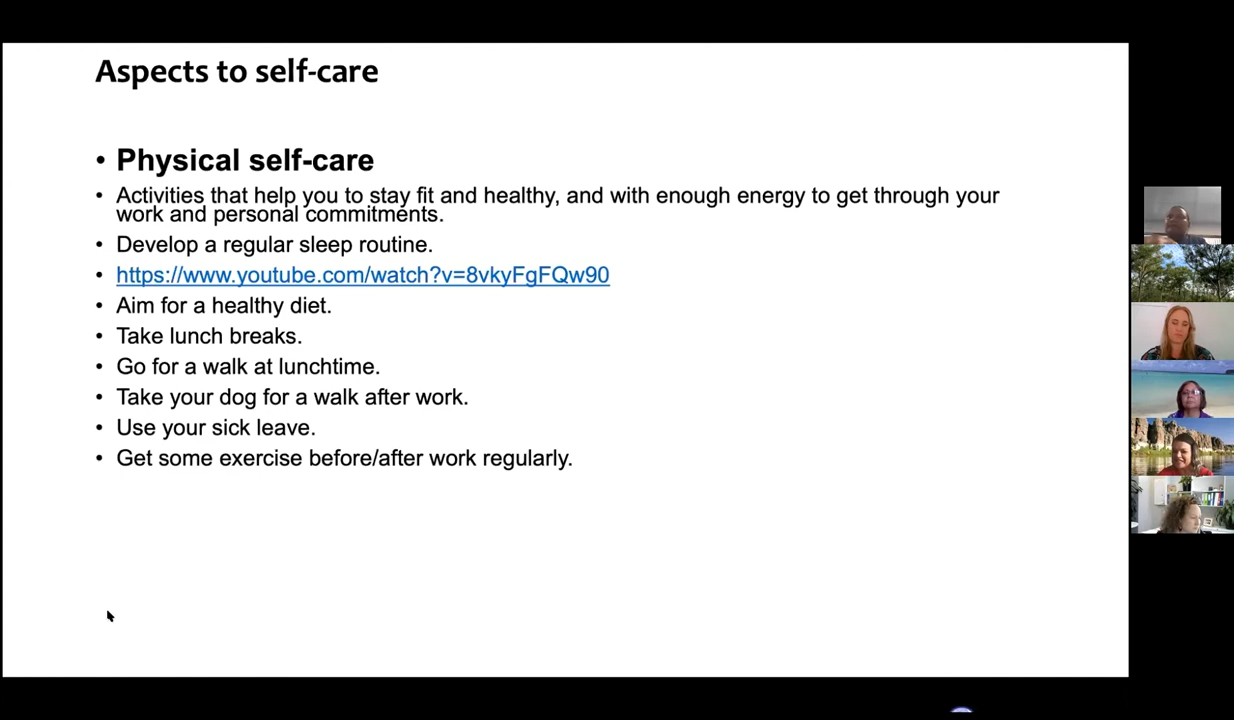 Aspects to self-care
• Physical self-care
• Activities that help you to stay fit and healthy, and with enough energy to get through your
work and personal commitments.
• Develop a regular sleep routine.
• https://www.youtube.com/watch?v=8vkyFgFQw90
• Aim for a healthy diet.
• Take lunch breaks.
• Go for a walk at lunchtime.
• Take your dog for a walk after work.
• Use your sick leave.
• Get some exercise before/after work regularly.